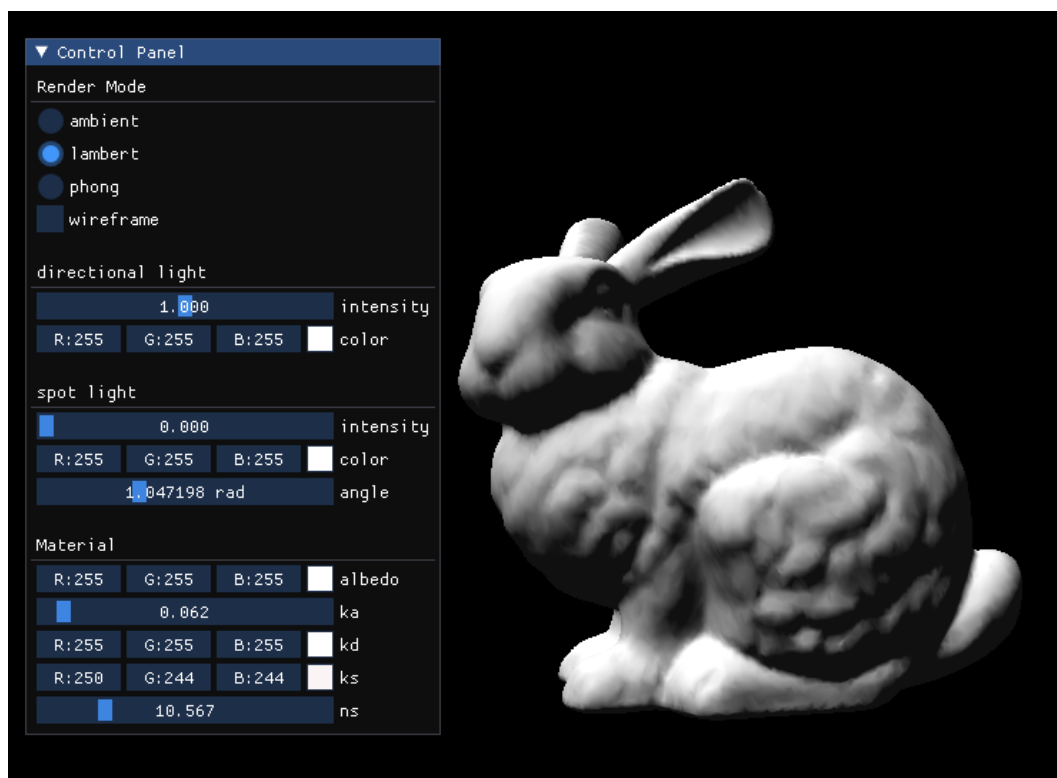 Control Panel
Render Mode
ambient
lambert
phong
wireframe
directional light
1.000 intensity
R:255 G:255 B:255 color
spot light
0.000 intensity
R:255 G:255 B:255 color
1.047198 rad angle
Material
R:255 G:255 B:255 albedo
0.062 ka
R:255 G:255 B:255 kd
R:250 G:244 B:244 ks
10.567 ns